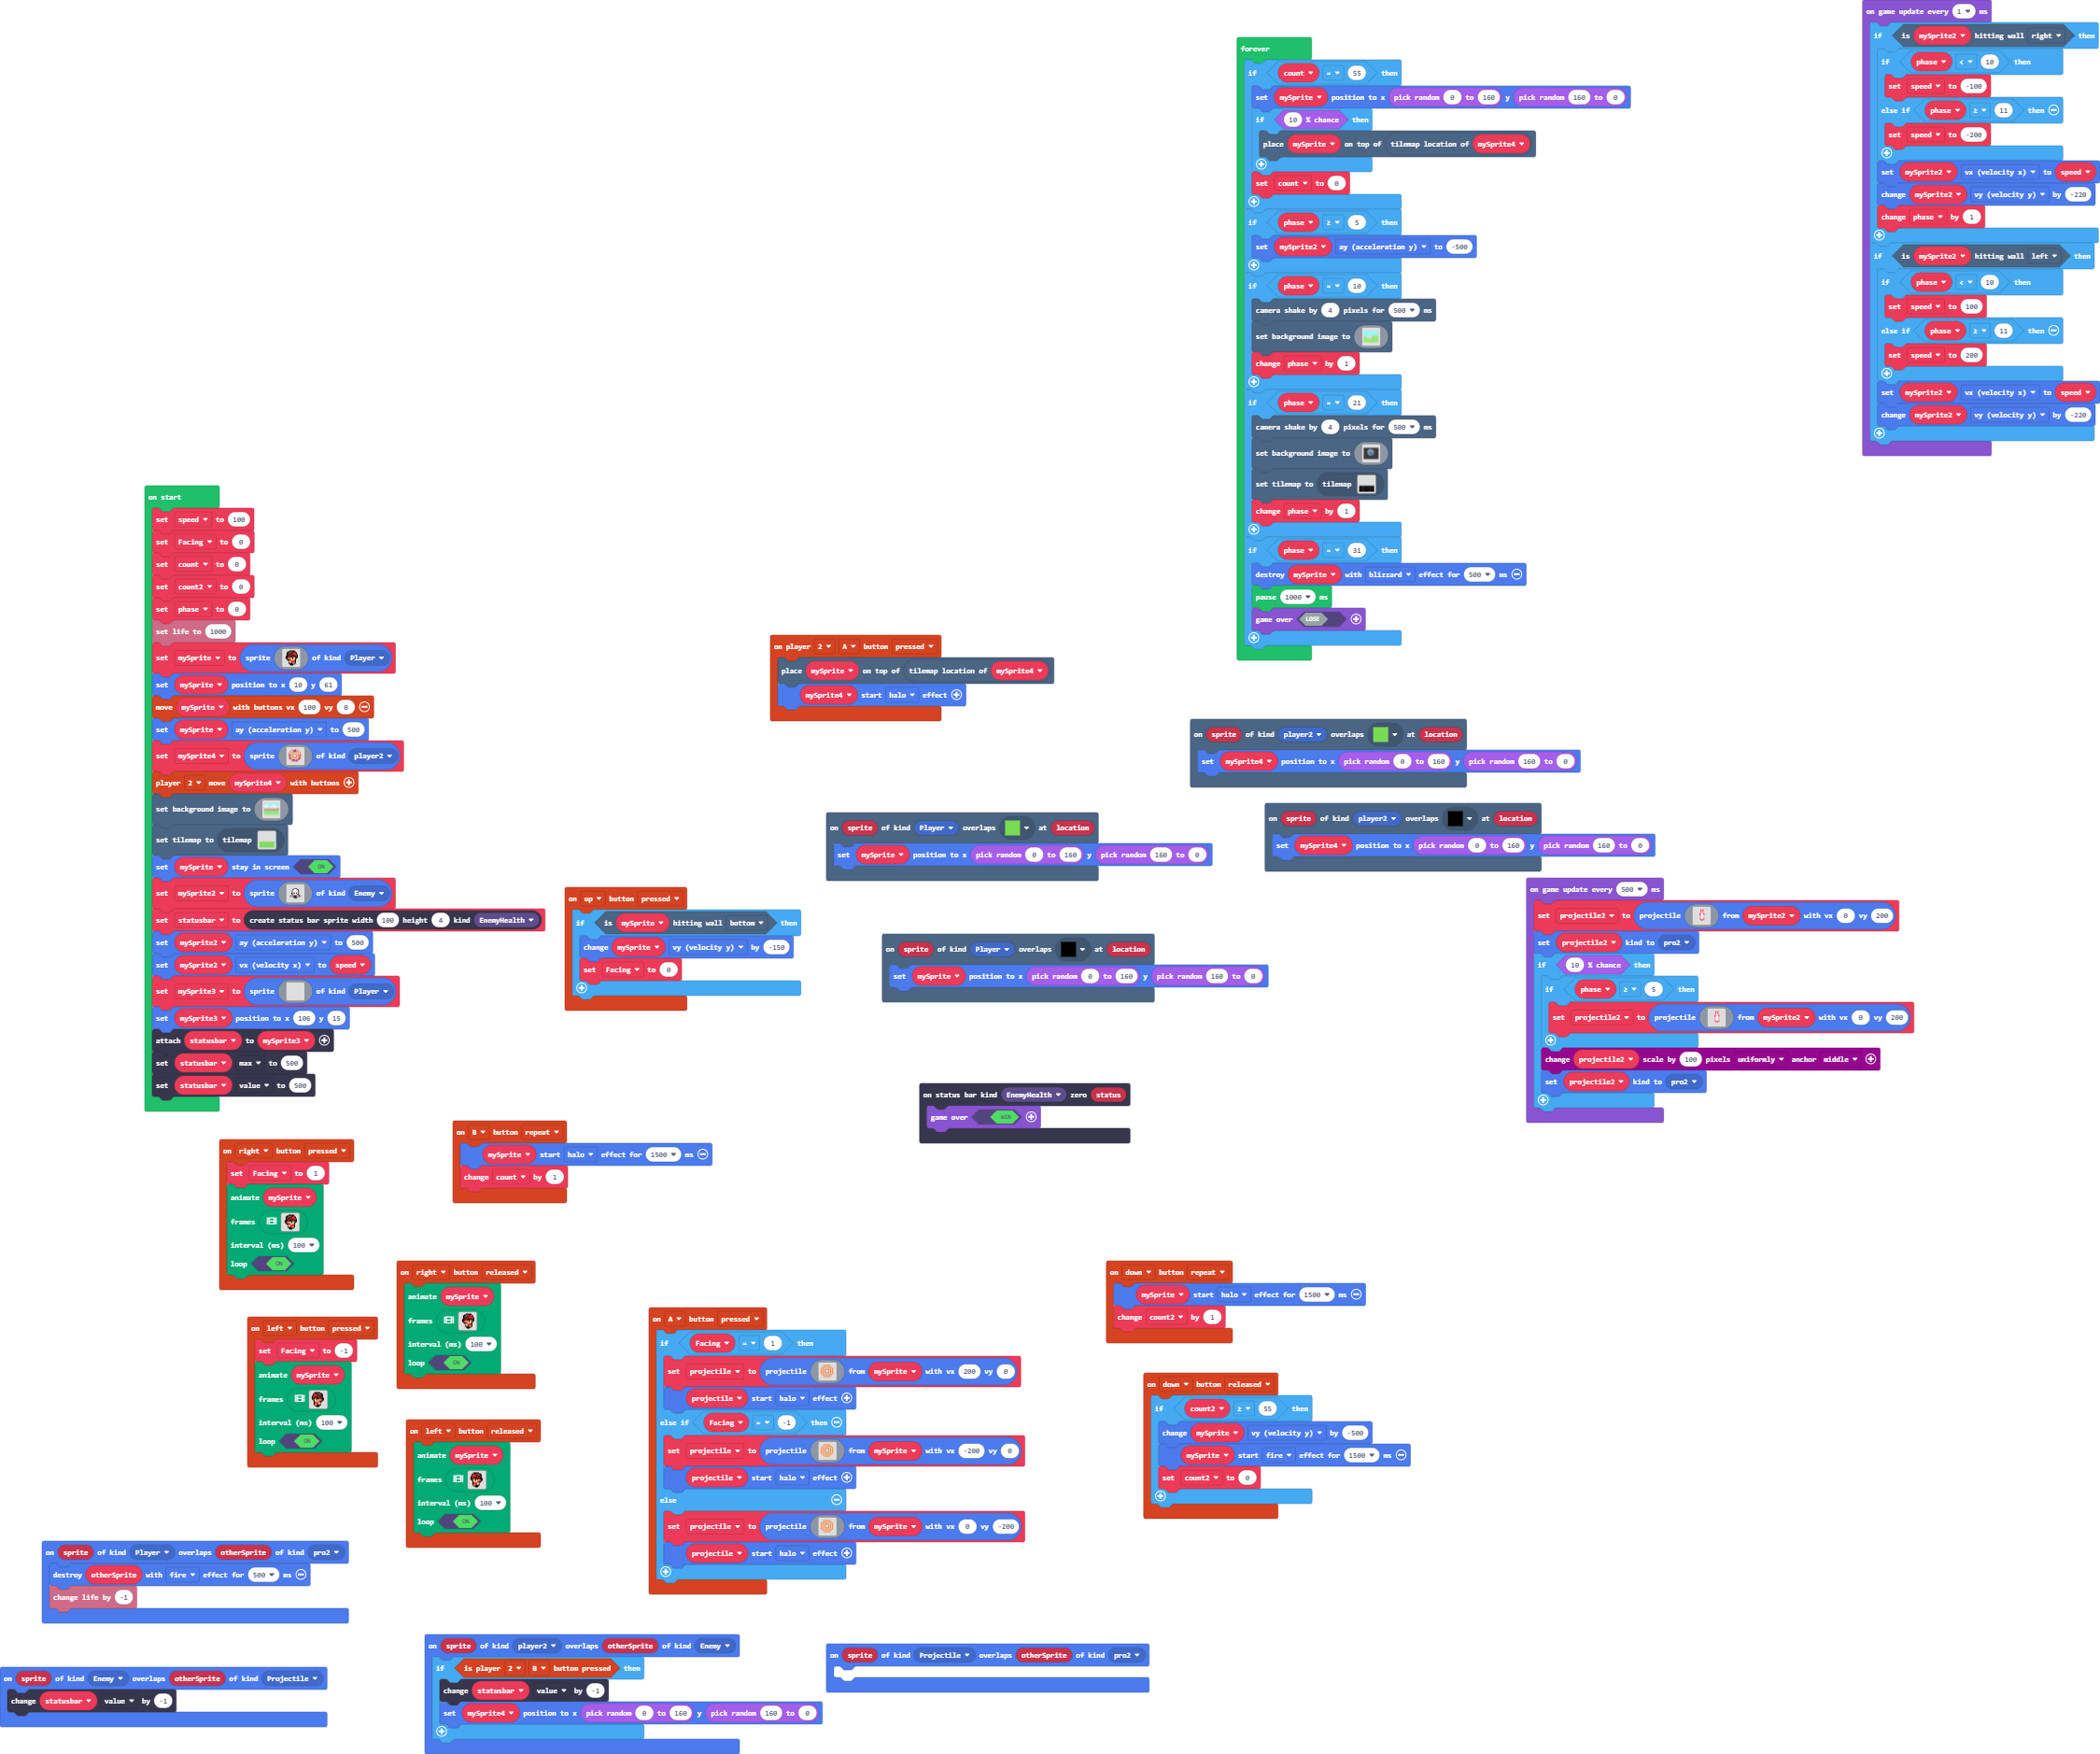 on game update every 1 ms
if is mySprite2 hitting wall right then
if phase < 10 then
set speed to -100
else if phase ≥ 11 then
set speed to -200
set mySprite2 vx (velocity x) to speed
change mySprite2 vy (velocity y) by -220
change phase by 1
if is mySprite2 hitting wall left then
if phase < 10 then
set speed to 100
else if phase ≥ 11 then
set speed to 200
set mySprite2 vx (velocity x) to speed
change mySprite2 vy (velocity y) by -220
forever
if count = 55 then
set mySprite position to x pick random 0 to 160 y pick random 160 to 0
if 10 % chance then
place mySprite on top of tilemap location of mySprite4
set count to 0
if phase ≥ 5 then
set mySprite2 ay (acceleration y) to -500
if phase = 10 then
camera shake by 4 pixels for 500 ms
set background image to
change phase by 1
if phase = 21 then
camera shake by 4 pixels for 500 ms
set background image to
set tilemap to tilemap
change phase by 1
if phase = 31 then
destroy mySprite with blizzard effect for 500 ms
pause 1000 ms
game over LOSE
on start
set speed to 100
set Facing to 0
set count to 0
set count2 to 0
set phase to 0
set life to 1000
set mySprite to sprite of kind Player
set mySprite position to x 10 y 61
move mySprite with buttons vx 100 vy 0
set mySprite ay (acceleration y) to 500
set mySprite4 to sprite of kind player2
player 2 move mySprite4 with buttons
set background image to
set tilemap to tilemap
set mySprite stay in screen ON
set mySprite2 to sprite of kind Enemy
set statusbar to create status bar sprite width 100 height 4 kind EnemyHealth
set mySprite2 ay (acceleration y) to 500
set mySprite2 vx (velocity x) to speed
set mySprite3 to sprite of kind Player
set mySprite3 position to x 106 y 15
attach statusbar to mySprite3
set statusbar max to 500
set statusbar value to 500
on player 2 A button pressed
place mySprite on top of tilemap location of mySprite4
mySprite4 start halo effect
on sprite of kind player2 overlaps at location
set mySprite4 position to x pick random 0 to 160 y pick random 160 to 0
on sprite of kind Player overlaps at location
set mySprite position to x pick random 0 to 160 y pick random 160 to 0
on sprite of kind player2 overlaps at location
set mySprite4 position to x pick random 0 to 160 y pick random 160 to 0
on up button pressed
if is mySprite hitting wall bottom then
change mySprite vy (velocity y) by -150
set Facing to 0
on sprite of kind Player overlaps at location
set mySprite position to x pick random 0 to 160 y pick random 160 to 0
on game update every 500 ms
set projectile2 to projectile from mySprite2 with vx 0 vy 200
set projectile2 kind to pro2
if 10 % chance then
if phase ≥ 5 then
set projectile2 to projectile from mySprite2 with vx 0 vy 200
change projectile2 scale by 100 pixels uniformly anchor middle
set projectile2 kind to pro2
on status bar kind EnemyHealth zero status
game over WIN
on right button pressed
set Facing to 1
animate mySprite
frames
interval (ms) 100
loop ON
on B button repeat
mySprite start halo effect for 1500 ms
change count by 1
on right button released
animate mySprite
frames
interval (ms) 100
loop ON
on left button pressed
set Facing to -1
animate mySprite
frames
interval (ms) 100
loop ON
on left button released
animate mySprite
frames
interval (ms) 100
loop ON
on A button pressed
if Facing = 1 then
set projectile to projectile from mySprite with vx 200 vy 0
projectile start halo effect
else if Facing = -1 then
set projectile to projectile from mySprite with vx -200 vy 0
projectile start halo effect
else
set projectile to projectile from mySprite with vx 0 vy -200
projectile start halo effect
on down button repeat
mySprite start halo effect for 1500 ms
change count2 by 1
on down button released
if count2 ≥ 55 then
change mySprite vy (velocity y) by -500
mySprite start fire effect for 1500 ms
set count2 to 0
on sprite of kind Player overlaps otherSprite of kind pro2
destroy otherSprite with fire effect for 500 ms
change life by -1
on sprite of kind Enemy overlaps otherSprite of kind Projectile
change statusbar value by -1
on sprite of kind player2 overlaps otherSprite of kind Enemy
if is player 2 B button pressed then
change statusbar value by -1
set mySprite4 position to x pick random 0 to 160 y pick random 160 to 0
on sprite of kind Projectile overlaps otherSprite of kind pro2